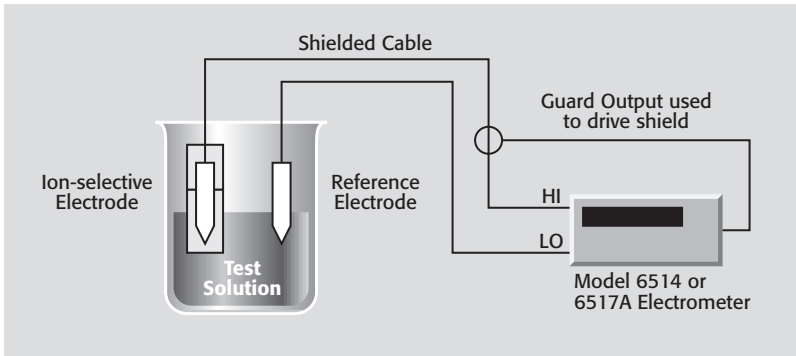 Shielded Cable
Guard Output used
to drive shield
Ion-selective
Electrode
Reference
Electrode
HI
LO
Test
Solution
Model 6514 or
6517A Electrometer